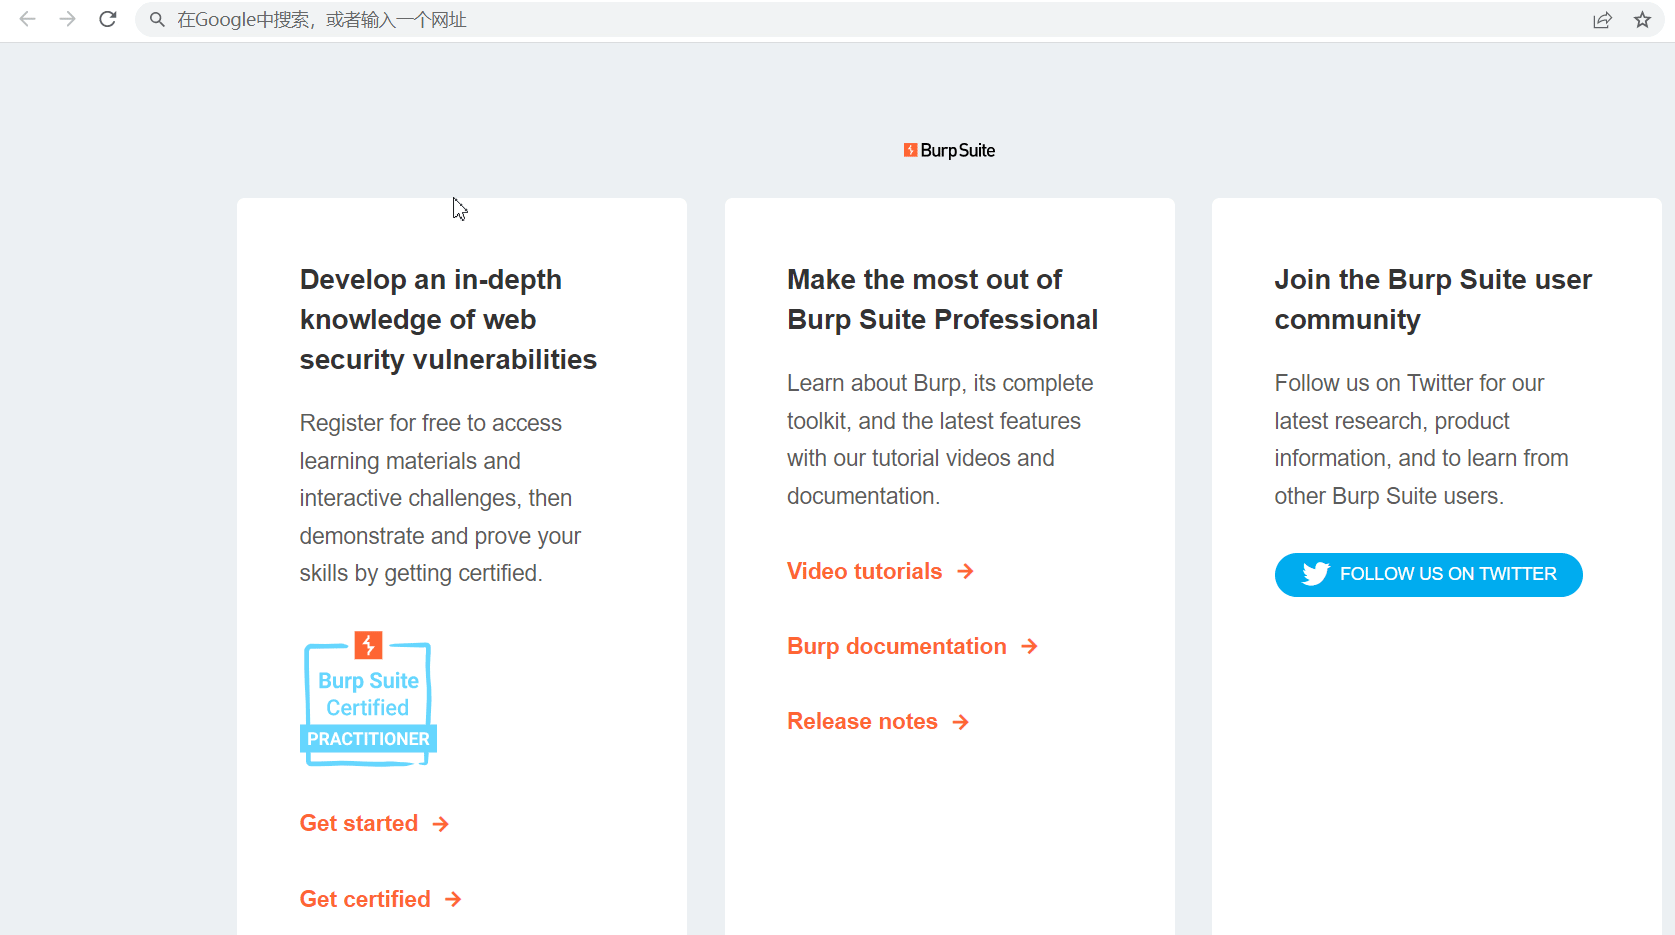 在Google中搜索，或者输入一个网址
Burp Suite
Develop an in-depth
knowledge of web
security vulnerabilities
Register for free to access
learning materials and
interactive challenges, then
demonstrate and prove your
skills by getting certified.
Burp Suite
Certified
PRACTITIONER
Get started
Get certified
Make the most out of
Burp Suite Professional
Learn about Burp, its complete
toolkit, and the latest features
with our tutorial videos and
documentation.
Video tutorials
Burp documentation
Release notes
Join the Burp Suite user
community
Follow us on Twitter for our
latest research, product
information, and to learn from
other Burp Suite users.
FOLLOW US ON TWITTER